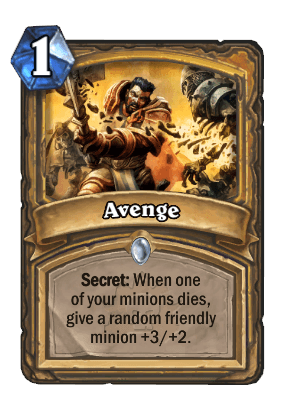 1
Avenge
Secret: When one
of your minions dies,
give a random friendly
minion +3/+2.